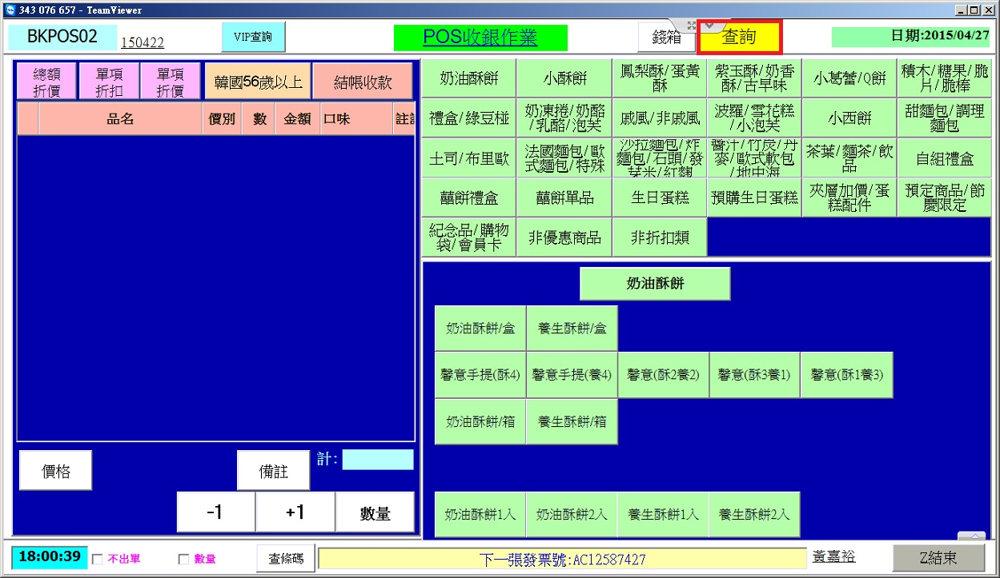 343 076 657 - TeamViewer
BKPOS02
150422
VIP查詢
POS收銀作業
錢箱
查詢
日期:2015/04/27
總額
折價
單項
折扣
單項
折價
韓國56歲以上
結帳收款
品名
價別
數
金額
口味
奶油酥餅
小酥餅
鳳梨酥/蛋黃
酥
紫玉酥/奶香
酥/古早味
小葛蕾/Q餅
積木/糖果/脆
片/脆棒
禮盒/綠豆椪
奶凍捲/奶酪
/乳酪/泡芙
戚風/非戚風
波羅/雪花糕
/小泡芙
小西餅
甜麵包/調理
麵包
土司/布里歐
法國麵包/歐
式麵包/特殊
沙拉麵包/炸
麵包/石頭/發
芽米/紅麴
醬汁/竹炭/丹
麥/歐式軟包
/地中海
茶葉/麵茶/飲
品
自組禮盒
囍餅禮盒
囍餅單品
生日蛋糕
預購生日蛋糕
夾層加價/蛋
糕配件
預定商品/節
慶限定
紀念品/購物
袋/會員卡
非優惠商品
非折扣類
奶油酥餅
奶油酥餅/盒
養生酥餅/盒
馨意手提(酥4)
馨意手提(養4)
馨意(酥2養2)
馨意(酥3養1)
馨意(酥1養3)
奶油酥餅/箱
養生酥餅/箱
奶油酥餅1入
奶油酥餅2入
養生酥餅1入
養生酥餅2入
價格
備註
計:
-1
+1
數量
18:00:39
不出單
數量
查條碼
下一張發票號:AC12587427
黃嘉裕
Z結束